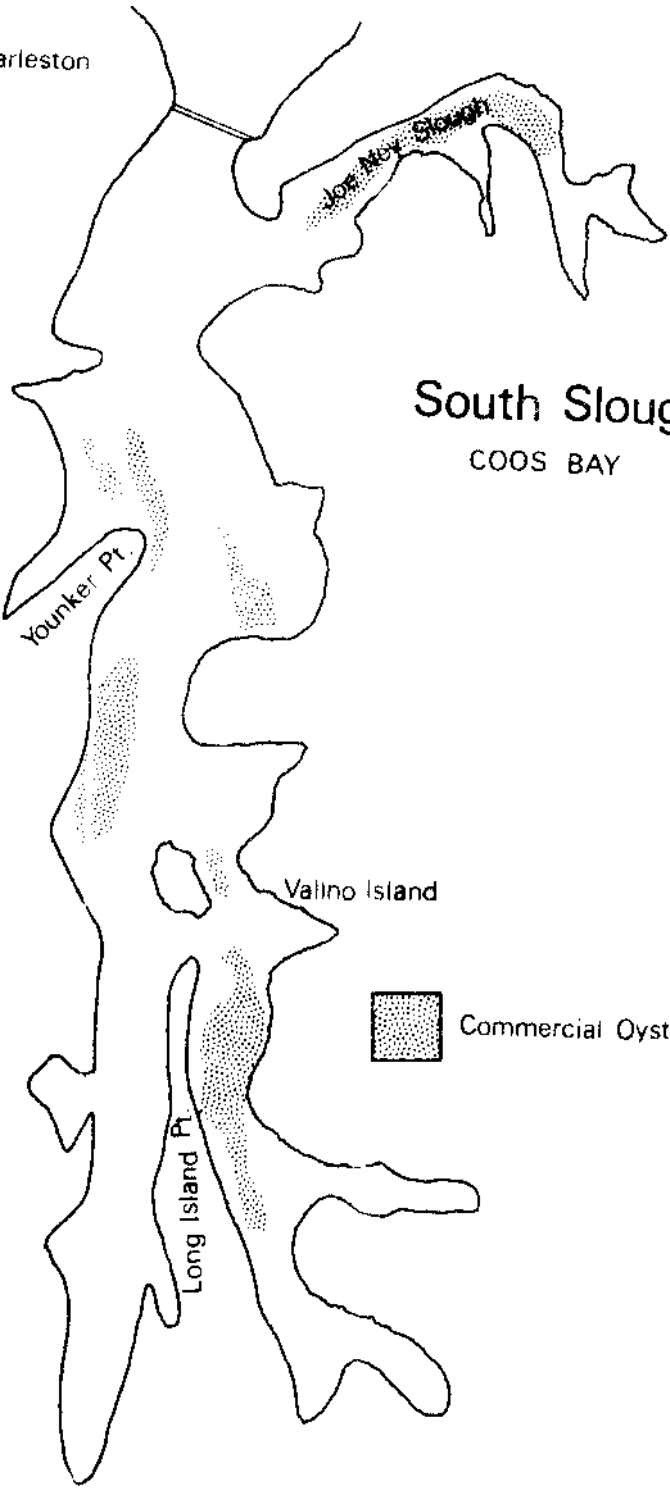 arleston
Joe Ney Slough
South Sloug
COOS BAY
Younker Pt.
Valino Island
Commercial Oyst
Long Island Pt.